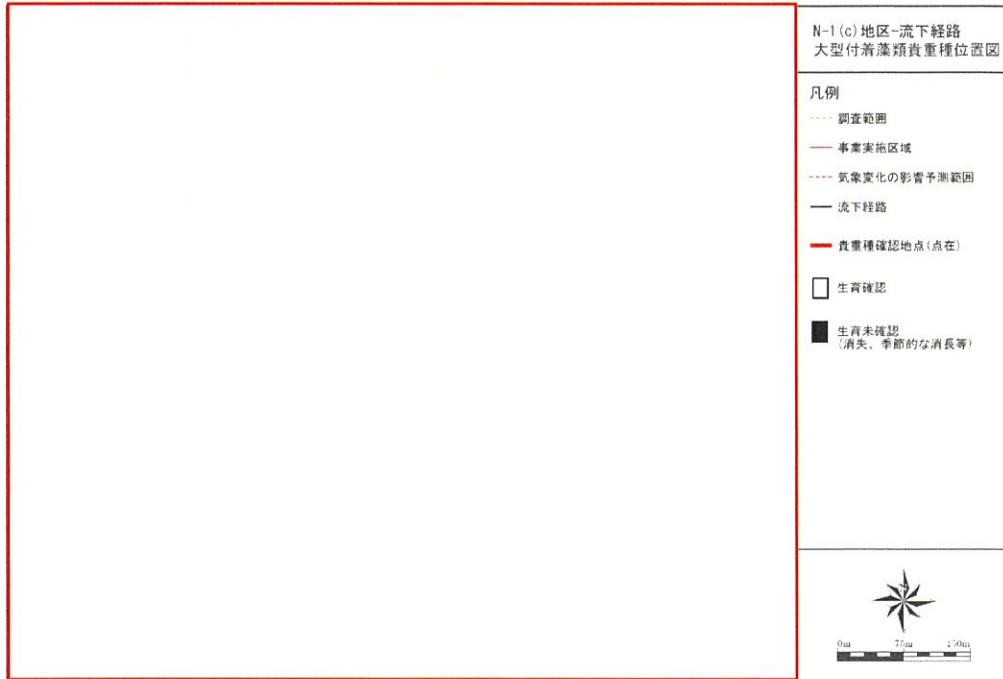 N-1(c)地区-流下経路
大型付着藻類貴重種位置図
凡例
調査範囲
事業実施区域
気象変化の影響予測範囲
流下経路
貴重種確認地点(点在)
生育確認
生育未確認
(消失、季節的な消長等)
0m 75m 150m